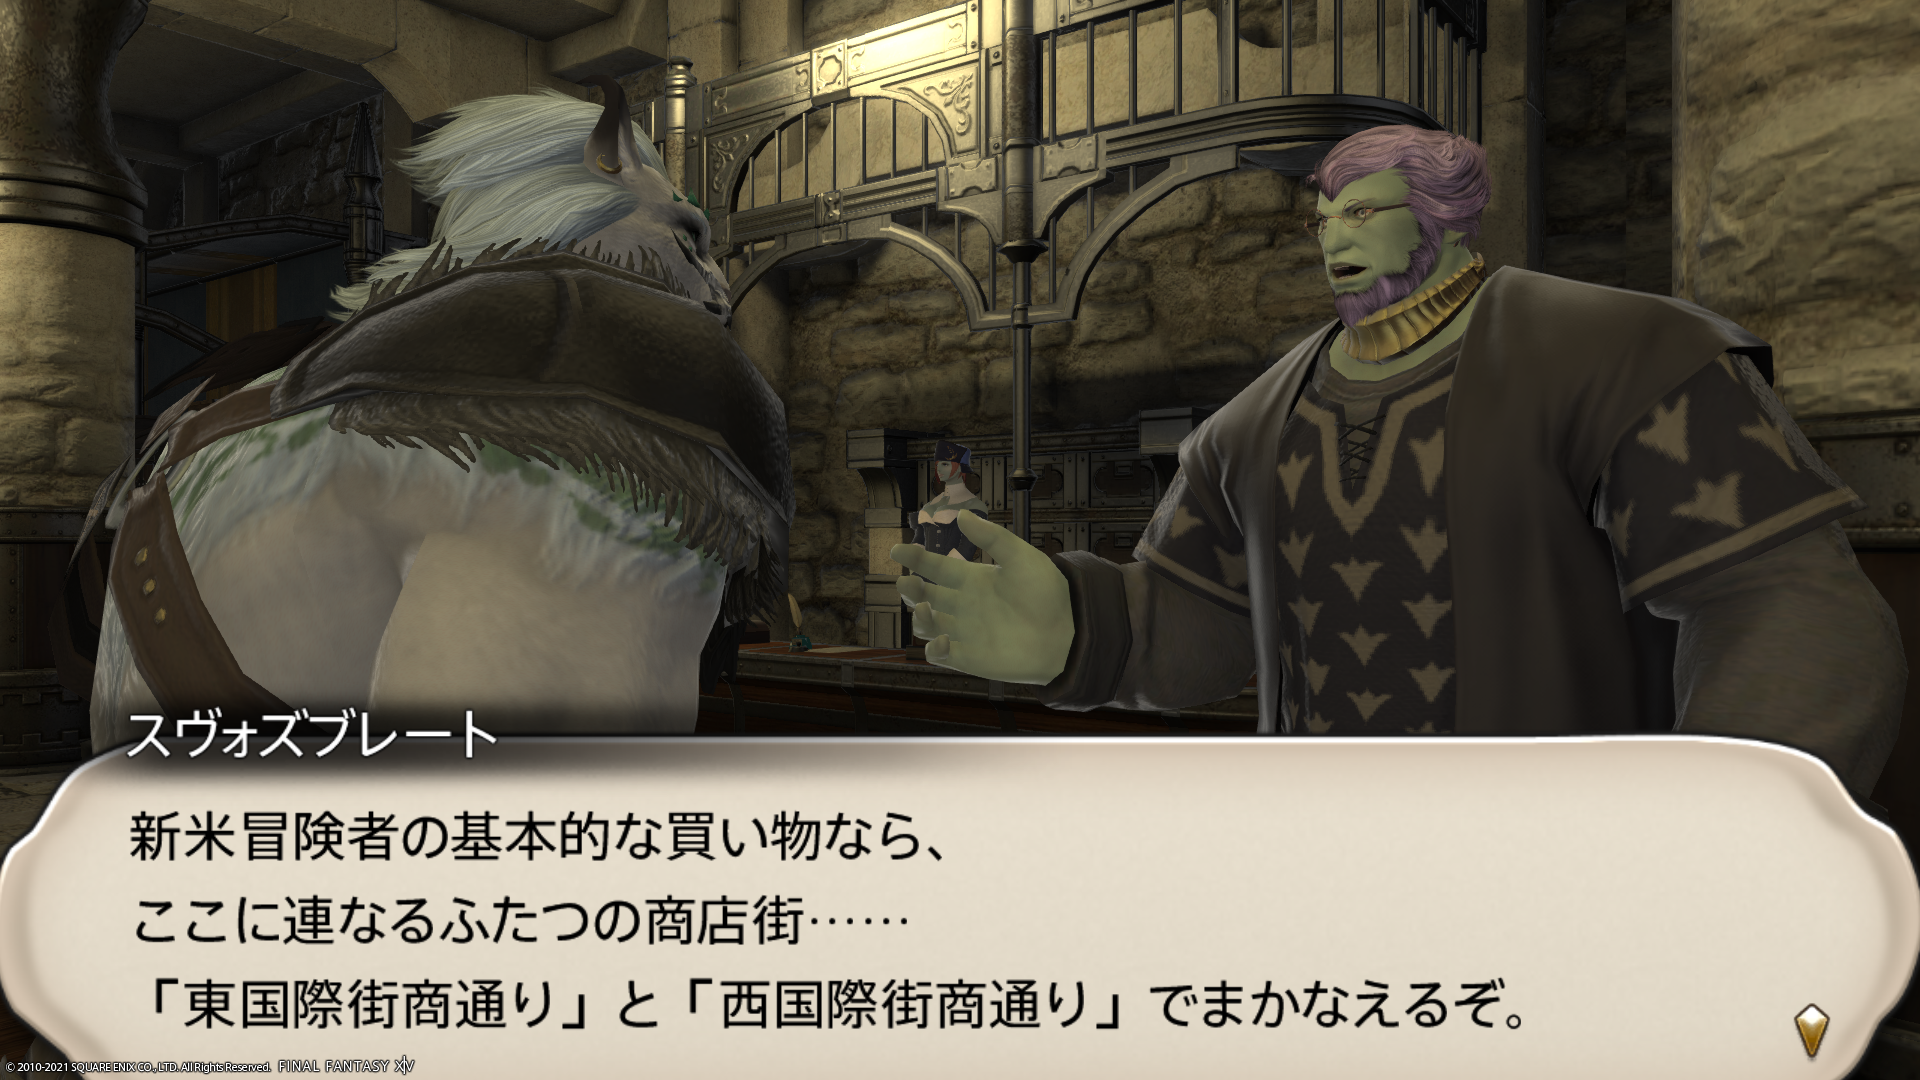 スヴォズブレート
新米冒険者の基本的な買い物なら、
ここに連なるふたつの商店街……
「東国際街商通り」と「西国際街商通り」でまかなえるぞ。
© 2010-2021 SQUARE ENIX CO., LTD. All Rights Reserved. FINAL FANTASY XIV